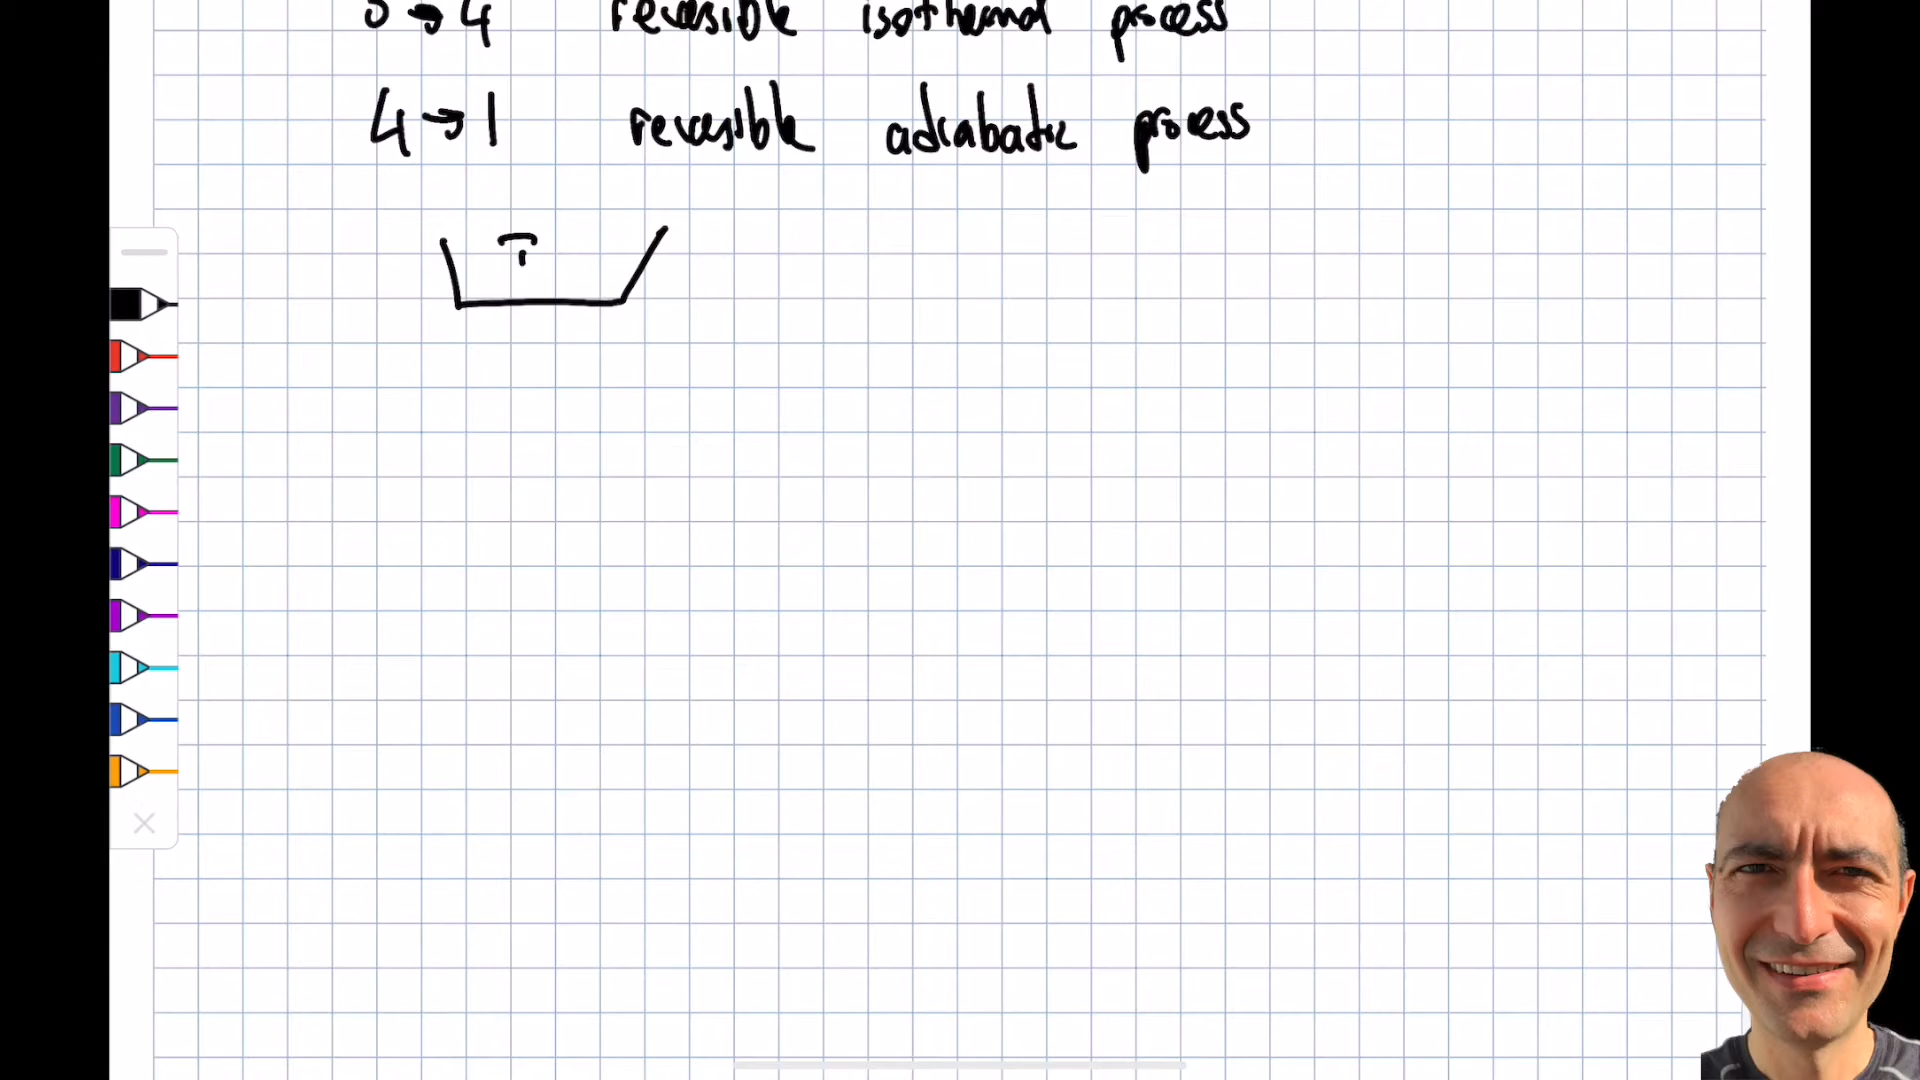 3 → 4 reversible isothermal process
4 → 1 reversible adiabatic process
T